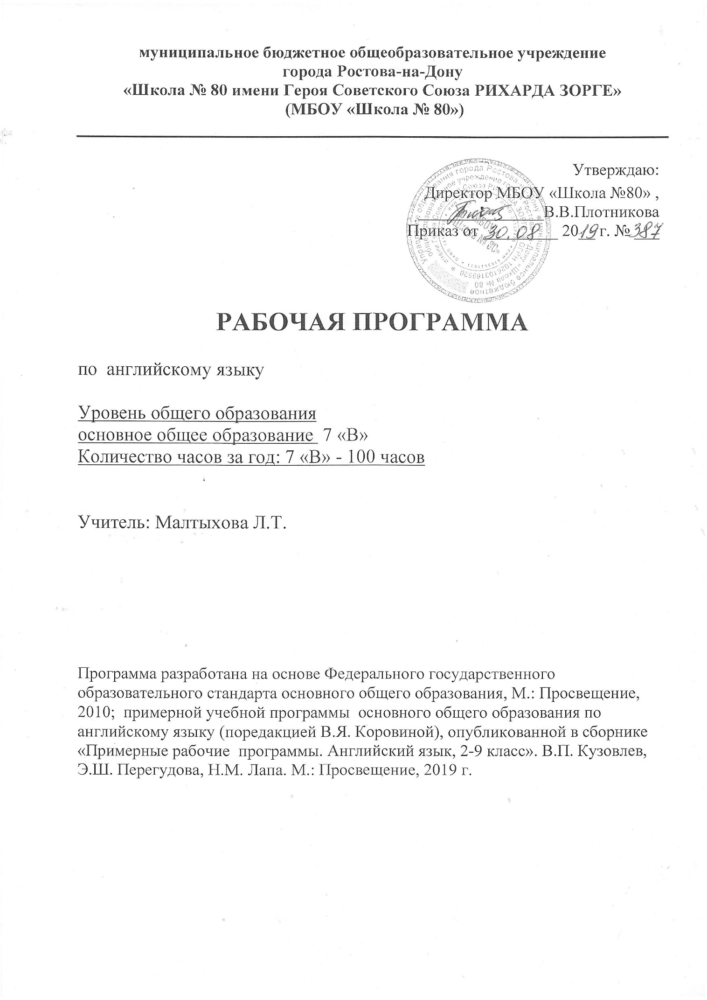 муниципальное бюджетное общеобразовательное учреждение
города Ростова-на-Дону
«Школа № 80 имени Героя Советского Союза РИХАРДА ЗОРГЕ»
(МБОУ «Школа № 80»)
Утверждаю:
Директор МБОУ «Школа №80» ,
В.В.Плотникова
Приказ от 30.08 2019 г. № 387
РАБОЧАЯ ПРОГРАММА
по английскому языку
Уровень общего образования
основное общее образование 7 «В»
Количество часов за год: 7 «В» - 100 часов
Учитель: Малтыхова Л.Т.
Программа разработана на основе Федерального государственного
образовательного стандарта основного общего образования, М.: Просвещение,
2010; примерной учебной программы основного общего образования по
английскому языку (поредакцией В.Я. Коровиной), опубликованной в сборнике
«Примерные рабочие программы. Английский язык, 2-9 класс». В.П. Кузовлев,
Э.Ш. Перегудова, Н.М. Лапа. М.: Просвещение, 2019 г.